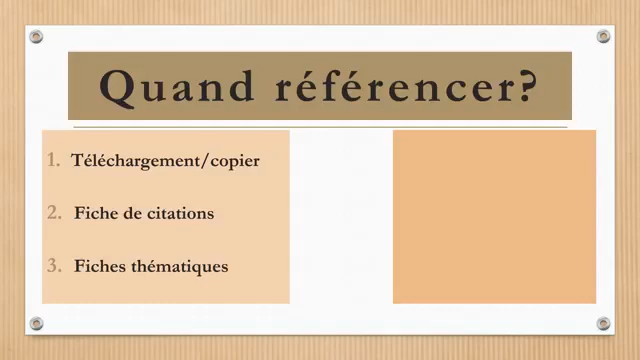 Quand référencer?
1. Téléchargement/copier
2. Fiche de citations
3. Fiches thématiques